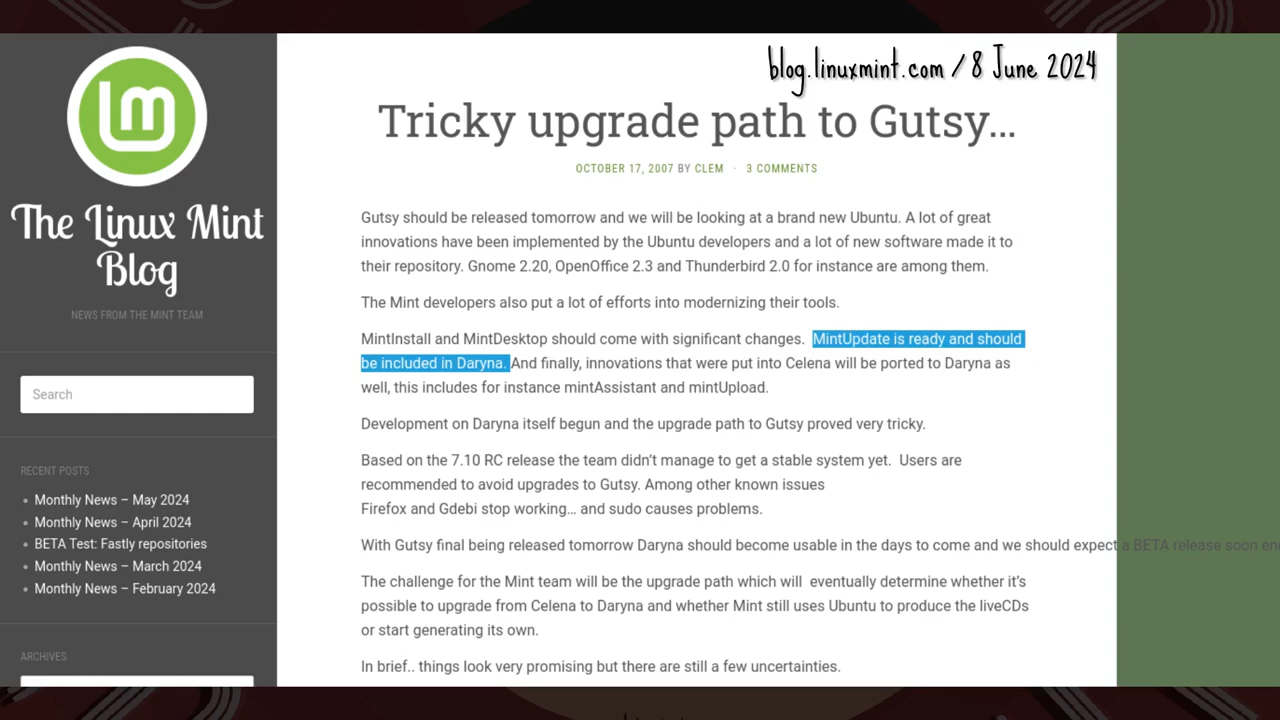 blog.linuxmint.com / 8 June 2024
lm
The Linux Mint
Blog
NEWS FROM THE MINT TEAM
Search
RECENT POSTS
Monthly News – May 2024
Monthly News – April 2024
BETA Test: Fastly repositories
Monthly News – March 2024
Monthly News – February 2024
ARCHIVES
Tricky upgrade path to Gutsy…
OCTOBER 17, 2007 BY CLEM · 3 COMMENTS
Gutsy should be released tomorrow and we will be looking at a brand new Ubuntu. A lot of great
innovations have been implemented by the Ubuntu developers and a lot of new software made it to
their repository. Gnome 2.20, OpenOffice 2.3 and Thunderbird 2.0 for instance are among them.
The Mint developers also put a lot of efforts into modernizing their tools.
MintInstall and MintDesktop should come with significant changes. MintUpdate is ready and should
be included in Daryna. And finally, innovations that were put into Celena will be ported to Daryna as
well, this includes for instance mintAssistant and mintUpload.
Development on Daryna itself begun and the upgrade path to Gutsy proved very tricky.
Based on the 7.10 RC release the team didn’t manage to get a stable system yet. Users are
recommended to avoid upgrades to Gutsy. Among other known issues
Firefox and Gdebi stop working… and sudo causes problems.
With Gutsy final being released tomorrow Daryna should become usable in the days to come and we should expect a BETA release soon
The challenge for the Mint team will be the upgrade path which will eventually determine whether it’s
possible to upgrade from Celena to Daryna and whether Mint still uses Ubuntu to produce the liveCDs
or start generating its own.
In brief.. things look very promising but there are still a few uncertainties.